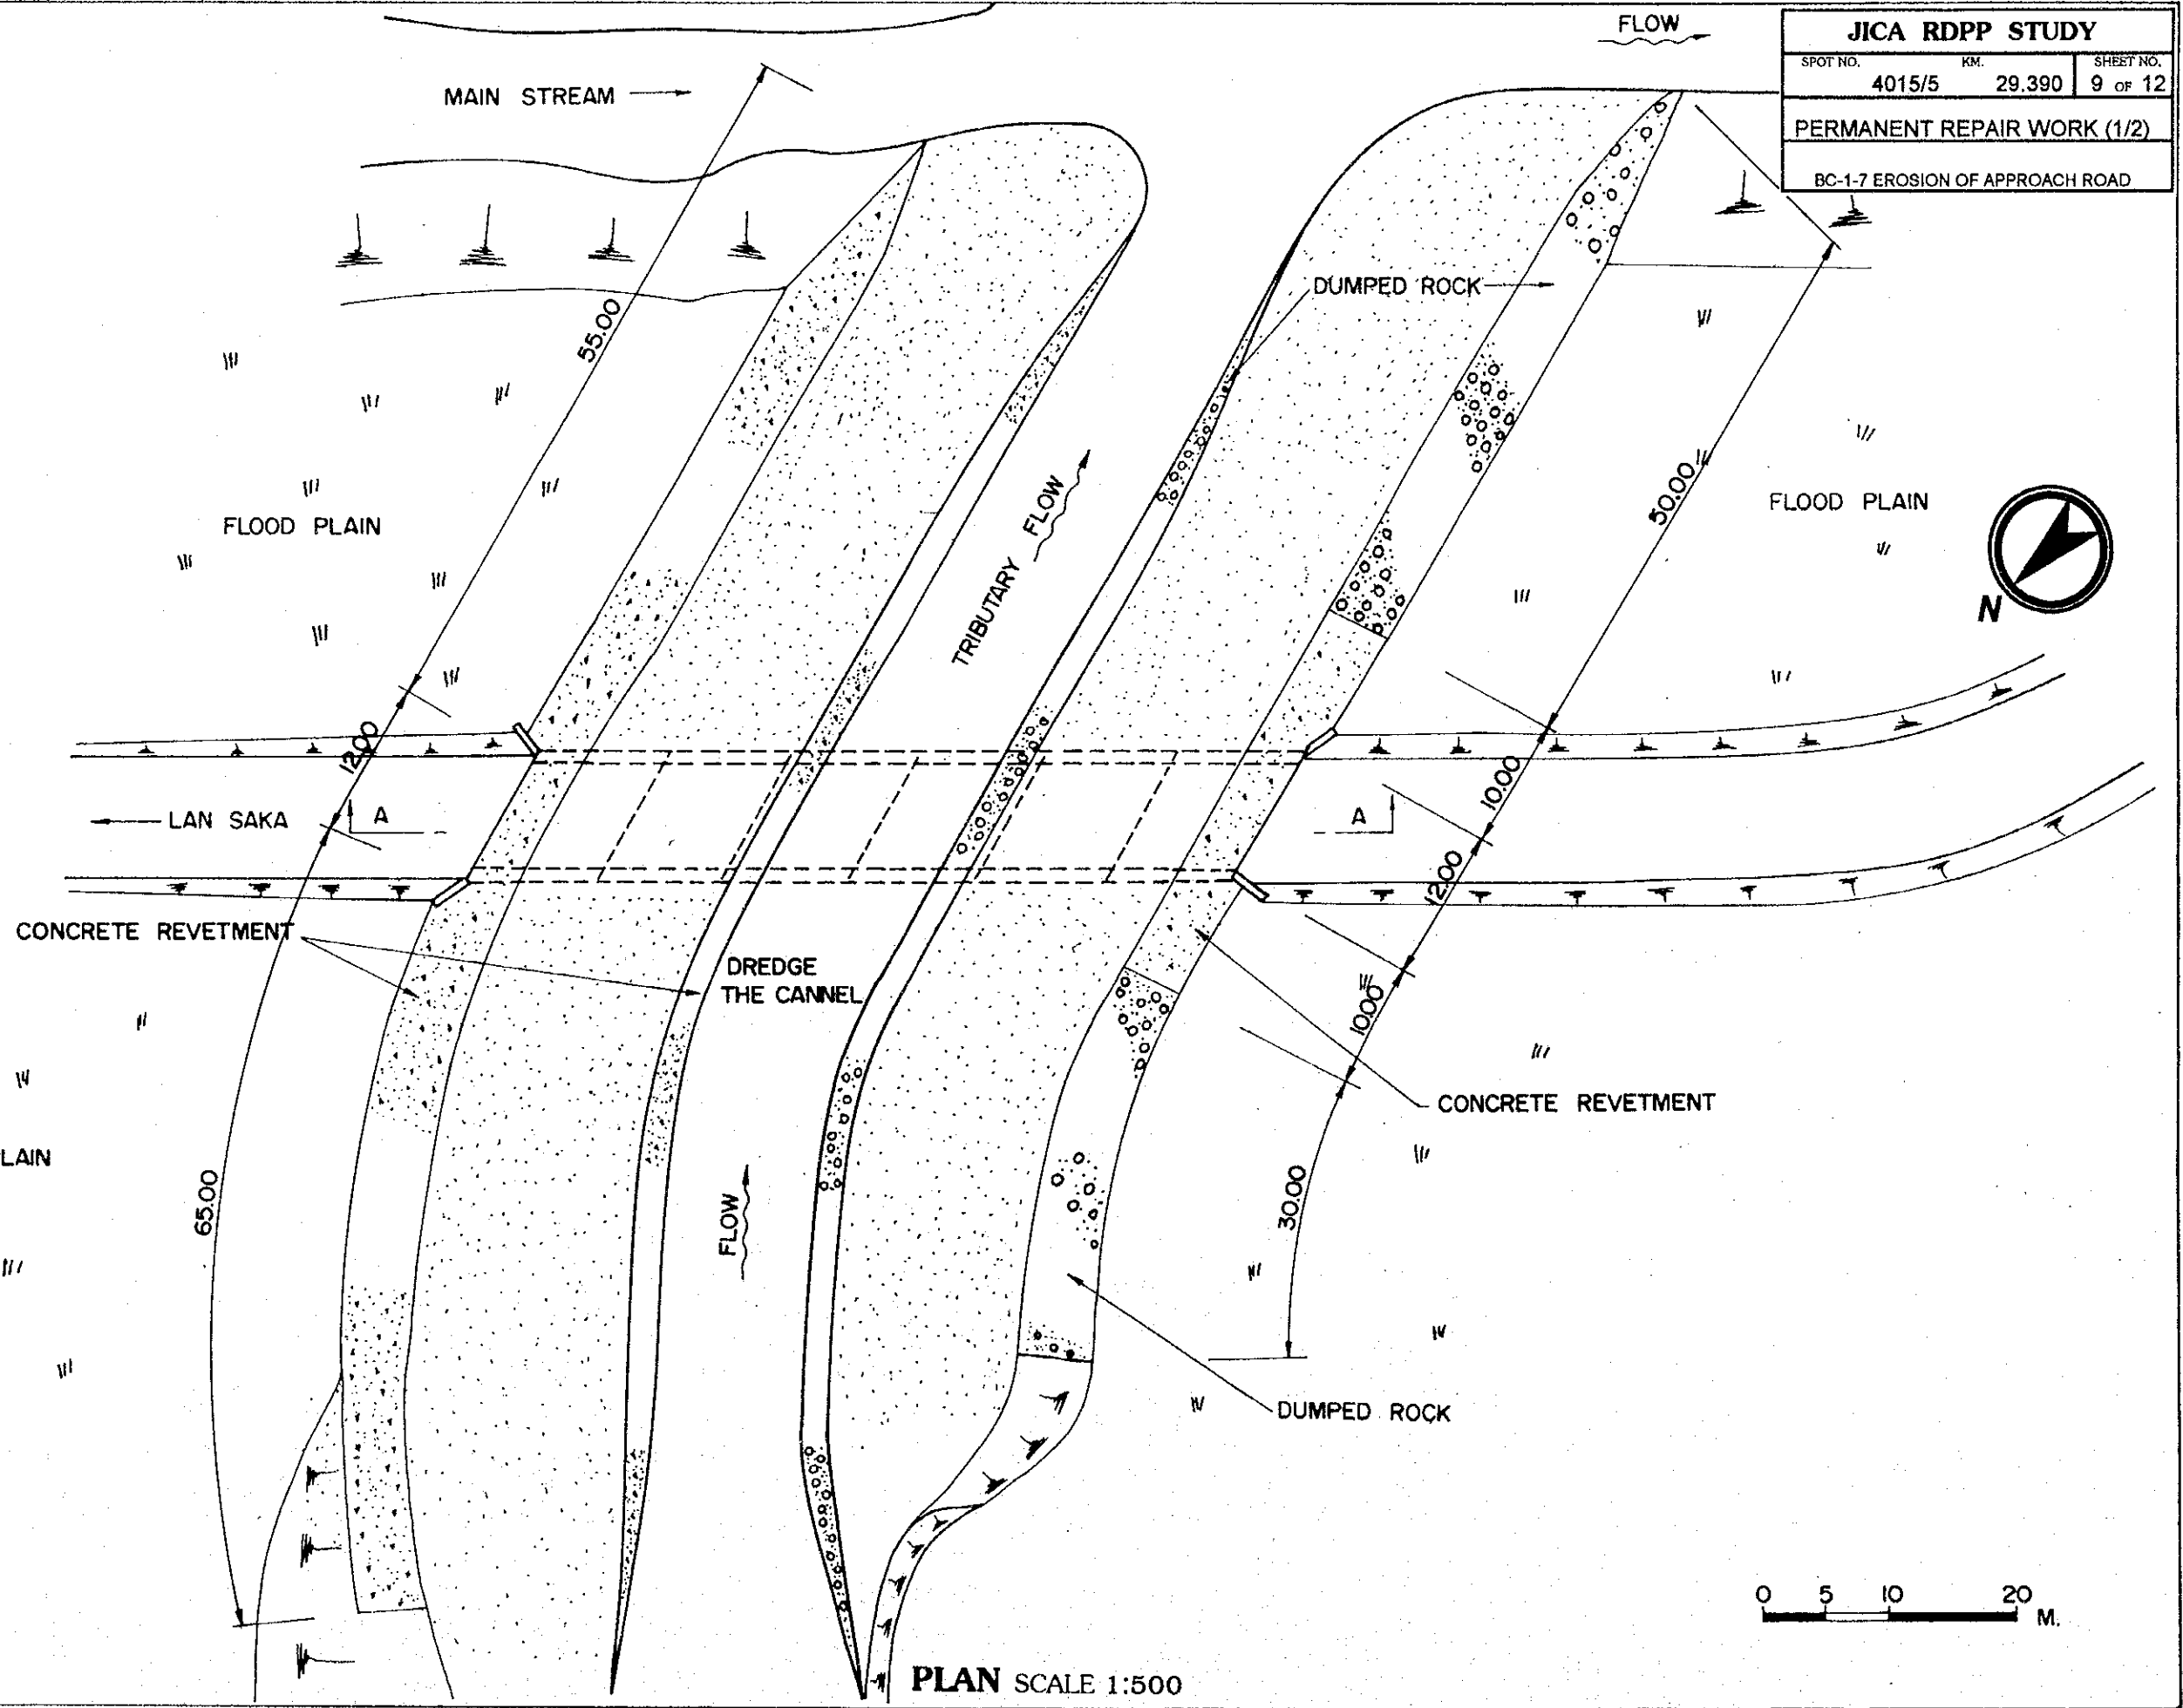 FLOW
JICA RDPP STUDY
SPOT NO. KM. SHEET NO.
4015/5 29.390 9 OF 12
PERMANENT REPAIR WORK (1/2)
BC-1-7 EROSION OF APPROACH ROAD
MAIN STREAM
DUMPED ROCK
55.00
50.00
FLOOD PLAIN
FLOOD PLAIN
TRIBUTARY FLOW
N
12.00
10.00
LAN SAKA
A
A
12.00
CONCRETE REVETMENT
DREDGE
THE CANNEL
10.00
CONCRETE REVETMENT
LAIN
65.00
FLOW
30.00
DUMPED ROCK
0 5 10 20
M.
PLAN SCALE 1:500